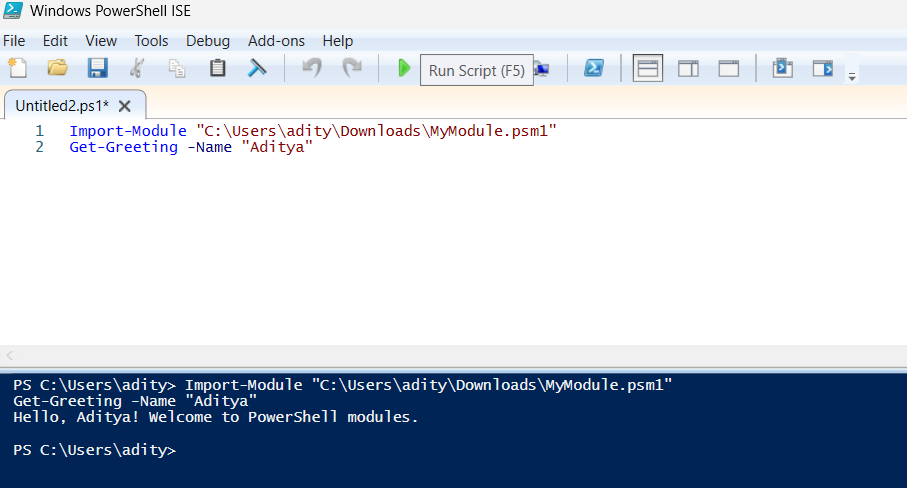 Windows PowerShell ISE
File Edit View Tools Debug Add-ons Help
Run Script (F5)
Untitled2.ps1*
1 Import-Module "C:\Users\adity\Downloads\MyModule.psm1"
2 Get-Greeting -Name "Aditya"
PS C:\Users\adity> Import-Module "C:\Users\adity\Downloads\MyModule.psm1"
Get-Greeting -Name "Aditya"
Hello, Aditya! Welcome to PowerShell modules.
PS C:\Users\adity>